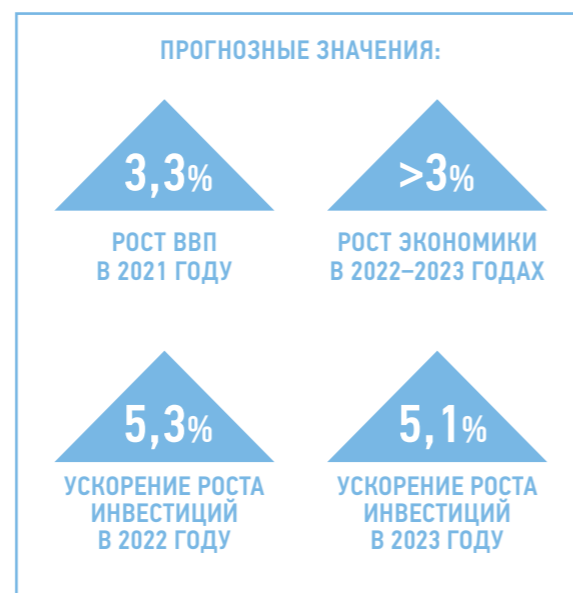 ПРОГНОЗНЫЕ ЗНАЧЕНИЯ:
3,3%
РОСТ ВВП
В 2021 ГОДУ
>3%
РОСТ ЭКОНОМИКИ
В 2022–2023 ГОДАХ
5,3%
УСКОРЕНИЕ РОСТА
ИНВЕСТИЦИЙ
В 2022 ГОДУ
5,1%
УСКОРЕНИЕ РОСТА
ИНВЕСТИЦИЙ
В 2023 ГОДУ